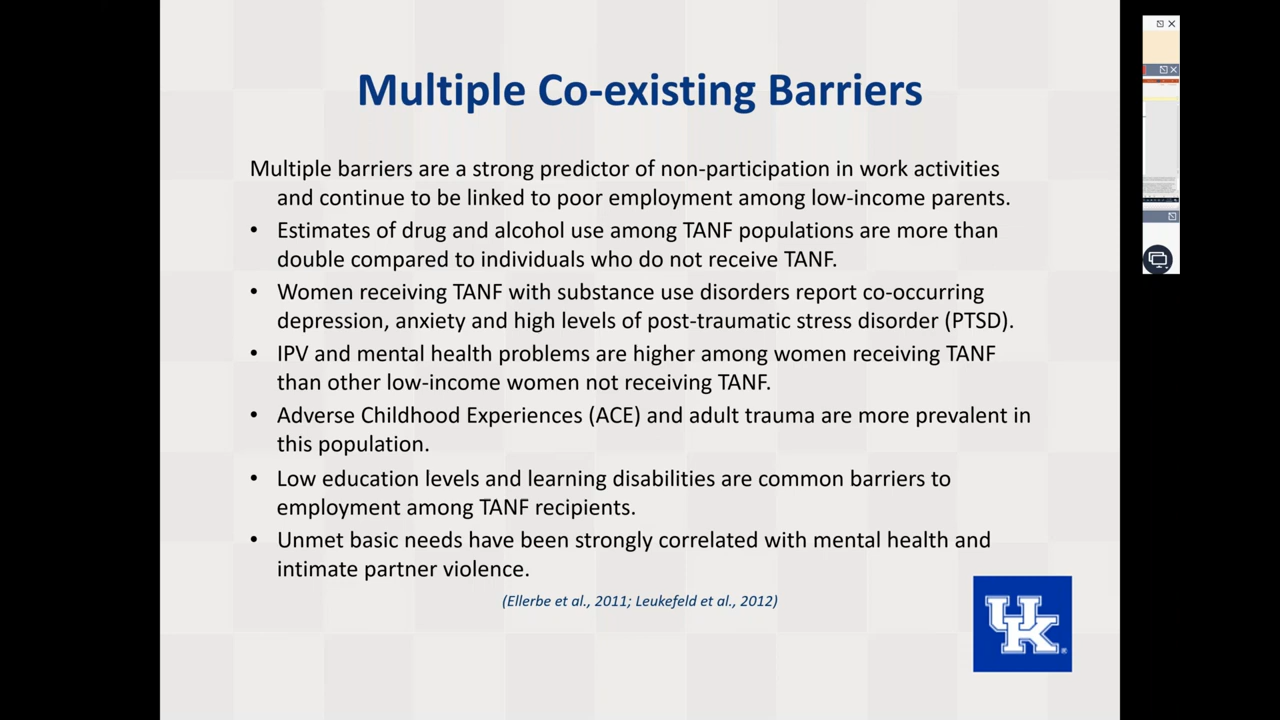 Multiple Co-existing Barriers
Multiple barriers are a strong predictor of non-participation in work activities
and continue to be linked to poor employment among low-income parents.
• Estimates of drug and alcohol use among TANF populations are more than
double compared to individuals who do not receive TANF.
• Women receiving TANF with substance use disorders report co-occurring
depression, anxiety and high levels of post-traumatic stress disorder (PTSD).
• IPV and mental health problems are higher among women receiving TANF
than other low-income women not receiving TANF.
• Adverse Childhood Experiences (ACE) and adult trauma are more prevalent in
this population.
• Low education levels and learning disabilities are common barriers to
employment among TANF recipients.
• Unmet basic needs have been strongly correlated with mental health and
intimate partner violence.
(Ellerbe et al., 2011; Leukefeld et al., 2012)
UK®